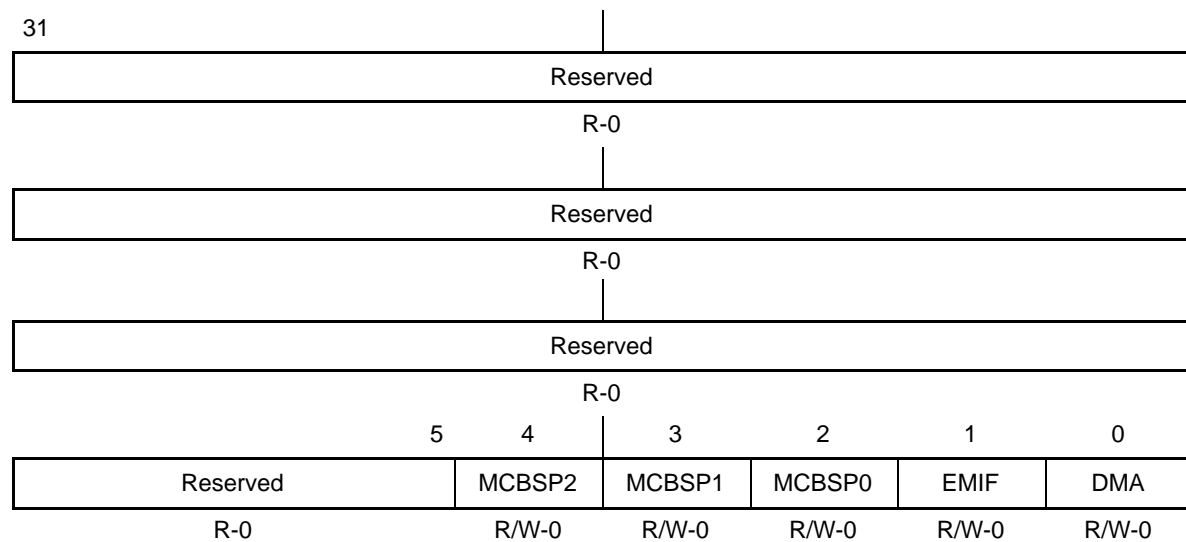 31
Reserved
R-0
Reserved
R-0
Reserved
R-0
5 4 3 2 1 0
Reserved MCBSP2 MCBSP1 MCBSP0 EMIF DMA
R-0 R/W-0 R/W-0 R/W-0 R/W-0 R/W-0